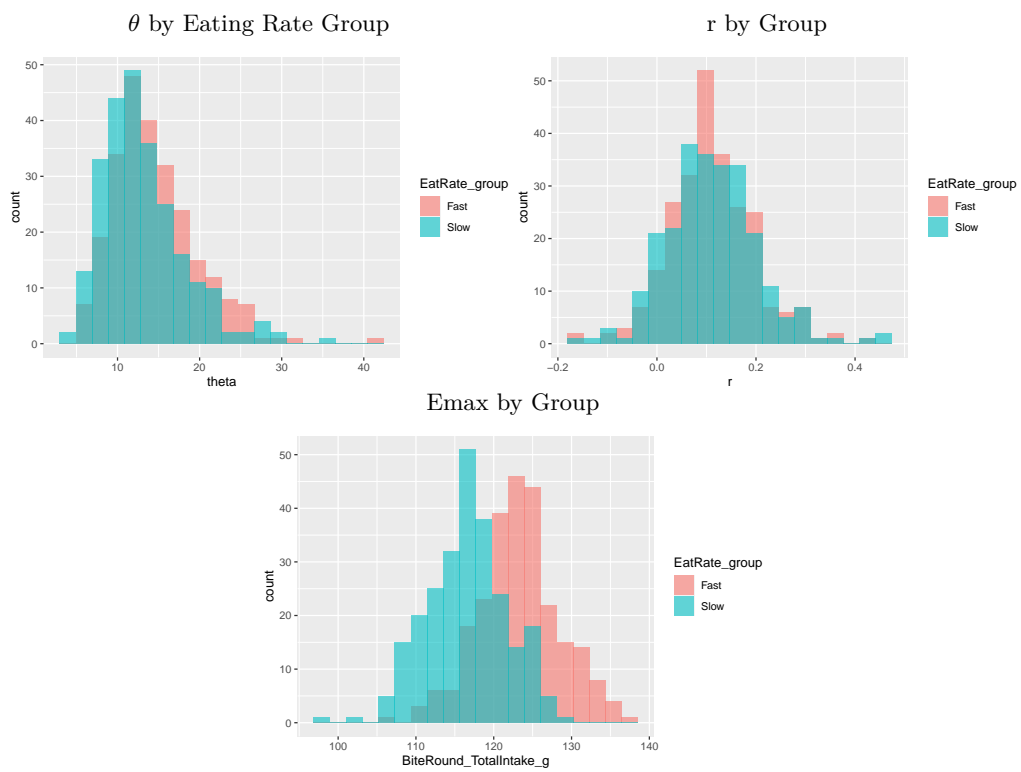 θ by Eating Rate Group
50
40
30
20
10
0
count
10 20 30 40
theta
EatRate_group
Fast
Slow
r by Group
50
40
30
20
10
0
count
−0.2 0.0 0.2 0.4
r
EatRate_group
Fast
Slow
Emax by Group
50
40
30
20
10
0
count
100 110 120 130 140
BiteRound_TotalIntake_g
EatRate_group
Fast
Slow